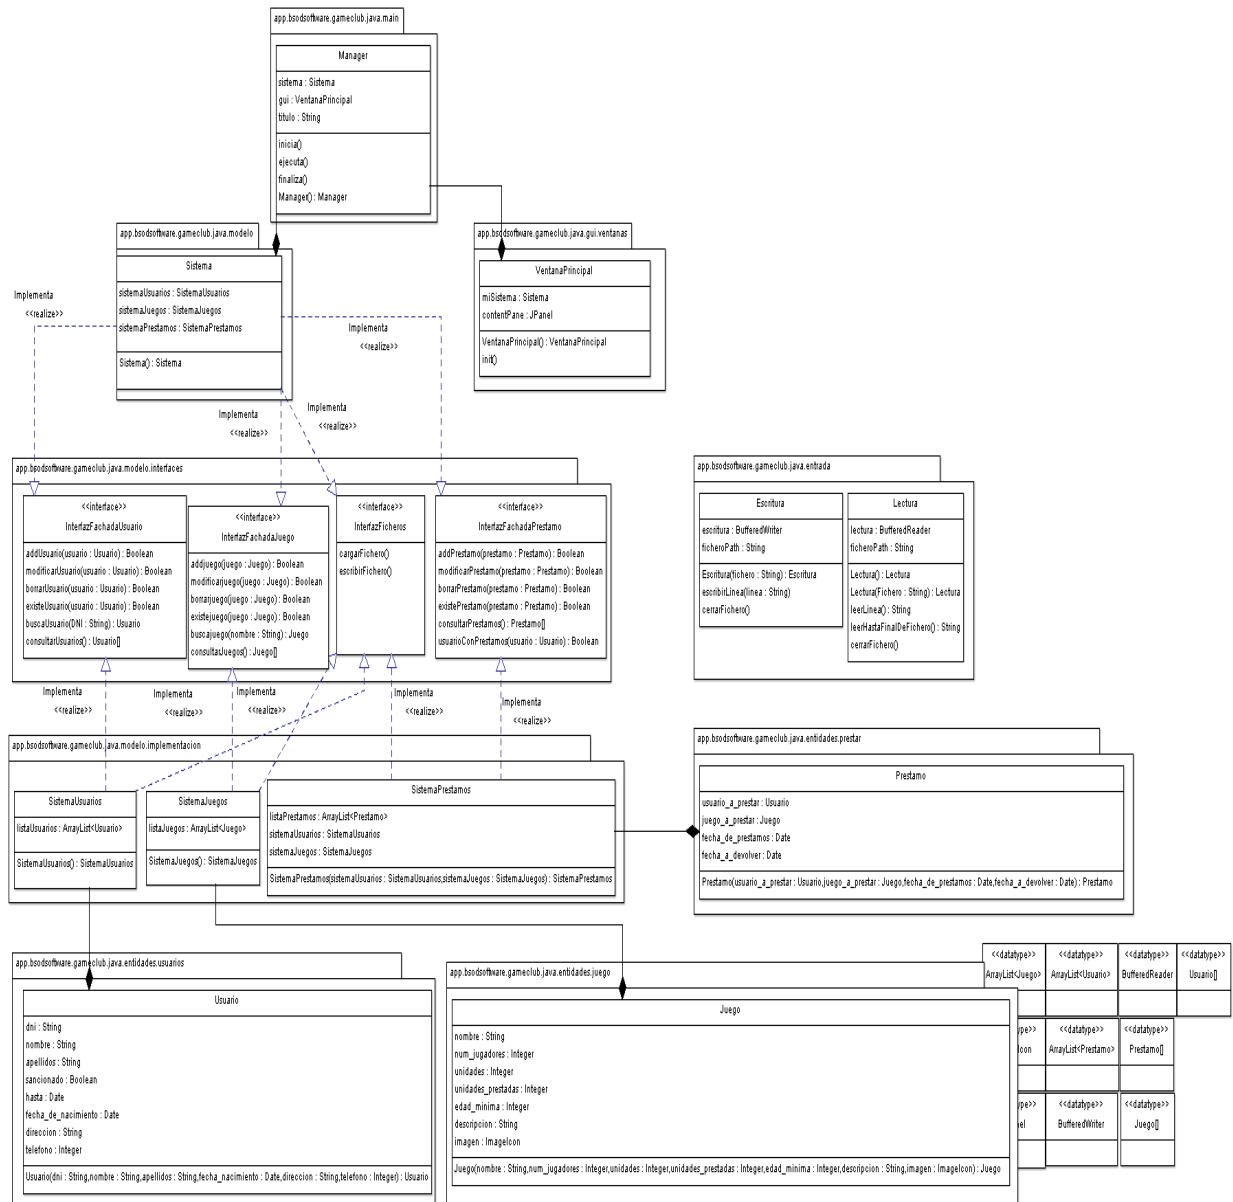 app.bsodsoftware.gameclub.java.main
Manager
sistema : Sistema
gui : VentanaPrincipal
titulo : String
inicia()
ejecuta()
finaliza()
Manager() : Manager
app.bsodsoftware.gameclub.java.modelo
Sistema
sistemaUsuarios : SistemaUsuarios
sistemaJuegos : SistemaJuegos
sistemaPrestamos : SistemaPrestamos
Sistema() : Sistema
app.bsodsoftware.gameclub.java.gui.ventanas
VentanaPrincipal
miSistema : Sistema
contentPane : JPanel
VentanaPrincipal() : VentanaPrincipal
init()
Implementa
<<realize>>
Implementa
<<realize>>
Implementa
<<realize>>
Implementa
<<realize>>
app.bsodsoftware.gameclub.java.modelo.interfaces
<<interface>>
InterfazFachadaUsuario
addUsuario(usuario : Usuario) : Boolean
modificarUsuario(usuario : Usuario) : Boolean
borrarUsuario(usuario : Usuario) : Boolean
existeUsuario(usuario : Usuario) : Boolean
buscaUsuario(DNI : String) : Usuario
consultarUsuarios() : Usuario[]
<<interface>>
InterfazFachadaJuego
addjuego(juego : Juego) : Boolean
modificarjuego(juego : Juego) : Boolean
borrarjuego(juego : Juego) : Boolean
existejuego(juego : Juego) : Boolean
buscajuego(nombre : String) : Juego
consultaJuegos() : Juego[]
<<interface>>
InterfazFicheros
cargarFichero()
escribirFichero()
<<interface>>
InterfazFachadaPrestamo
addPrestamo(prestamo : Prestamo) : Boolean
modificarPrestamo(prestamo : Prestamo) : Boolean
borrarPrestamo(prestamo : Prestamo) : Boolean
existePrestamo(prestamo : Prestamo) : Boolean
consultarPrestamos() : Prestamo[]
usuarioConPrestamos(usuario : Usuario) : Boolean
app.bsodsoftware.gameclub.java.entrada
Escritura
escritura : BufferedWriter
ficheroPath : String
Escritura(fichero : String) : Escritura
escribirLinea(linea : String)
cerrarFichero()
Lectura
lectura : BufferedReader
ficheroPath : String
Lectura() : Lectura
Lectura(Fichero : String) : Lectura
leerLinea() : String
leerHastaFinalDeFichero() : String
cerrarFichero()
Implementa
<<realize>>
Implementa
<<realize>>
Implementa
<<realize>>
Implementa
<<realize>>
Implementa
<<realize>>
app.bsodsoftware.gameclub.java.modelo.implementacion
SistemaUsuarios
listaUsuarios : ArrayList<Usuario>
SistemaUsuarios() : SistemaUsuarios
SistemaJuegos
listaJuegos : ArrayList<Juego>
SistemaJuegos() : SistemaJuegos
SistemaPrestamos
listaPrestamos : ArrayList<Prestamo>
sistemaUsuarios : SistemaUsuarios
sistemaJuegos : SistemaJuegos
SistemaPrestamos(sistemaUsuarios : SistemaUsuarios,sistemaJuegos : SistemaJuegos) : SistemaPrestamos
app.bsodsoftware.gameclub.java.entidades.prestar
Prestamo
usuario_a_prestar : Usuario
juego_a_prestar : Juego
fecha_de_prestamos : Date
fecha_a_devolver : Date
Prestamo(usuario_a_prestar : Usuario,juego_a_prestar : Juego,fecha_de_prestamos : Date,fecha_a_devolver : Date) : Prestamo
app.bsodsoftware.gameclub.java.entidades.usuarios
Usuario
dni : String
nombre : String
apellidos : String
sancionado : Boolean
hasta : Date
fecha_de_nacimiento : Date
direccion : String
telefono : Integer
Usuario(dni : String,nombre : String,apellidos : String,fecha_nacimiento : Date,direccion : String,telefono : Integer) : Usuario
app.bsodsoftware.gameclub.java.entidades.juego
Juego
nombre : String
num_jugadores : Integer
unidades : Integer
unidades_prestadas : Integer
edad_minima : Integer
descripcion : String
imagen : ImageIcon
Juego(nombre : String,num_jugadores : Integer,unidades : Integer,unidades_prestadas : Integer,edad_minima : Integer,descripcion : String,imagen : ImageIcon) : Juego
<<datatype>>
ArrayList<Juego>
<<datatype>>
ArrayList<Usuario>
<<datatype>>
BufferedReader
<<datatype>>
Usuario[]
ype>>
Icon
<<datatype>>
ArrayList<Prestamo>
<<datatype>>
Prestamo[]
ype>>
el
<<datatype>>
BufferedWriter
<<datatype>>
Juego[]